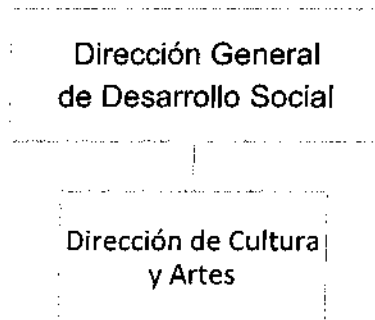 Dirección General
de Desarrollo Social
Dirección de Cultura
y Artes